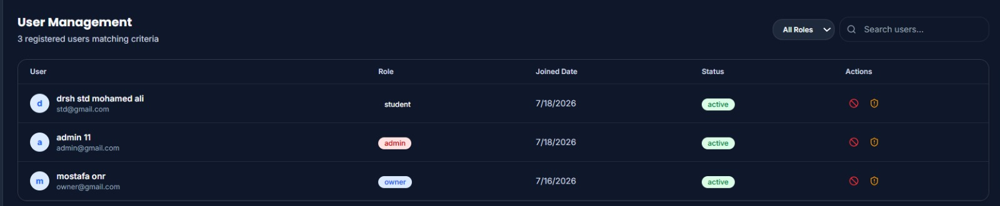 User Management
3 registered users matching criteria
All Roles
Search users...
User Role Joined Date Status Actions
d drsh std mohamed ali student 7/18/2026 active
std@gmail.com
a admin 11 admin 7/18/2026 active
admin@gmail.com
m mostafa onr owner 7/16/2026 active
owner@gmail.com